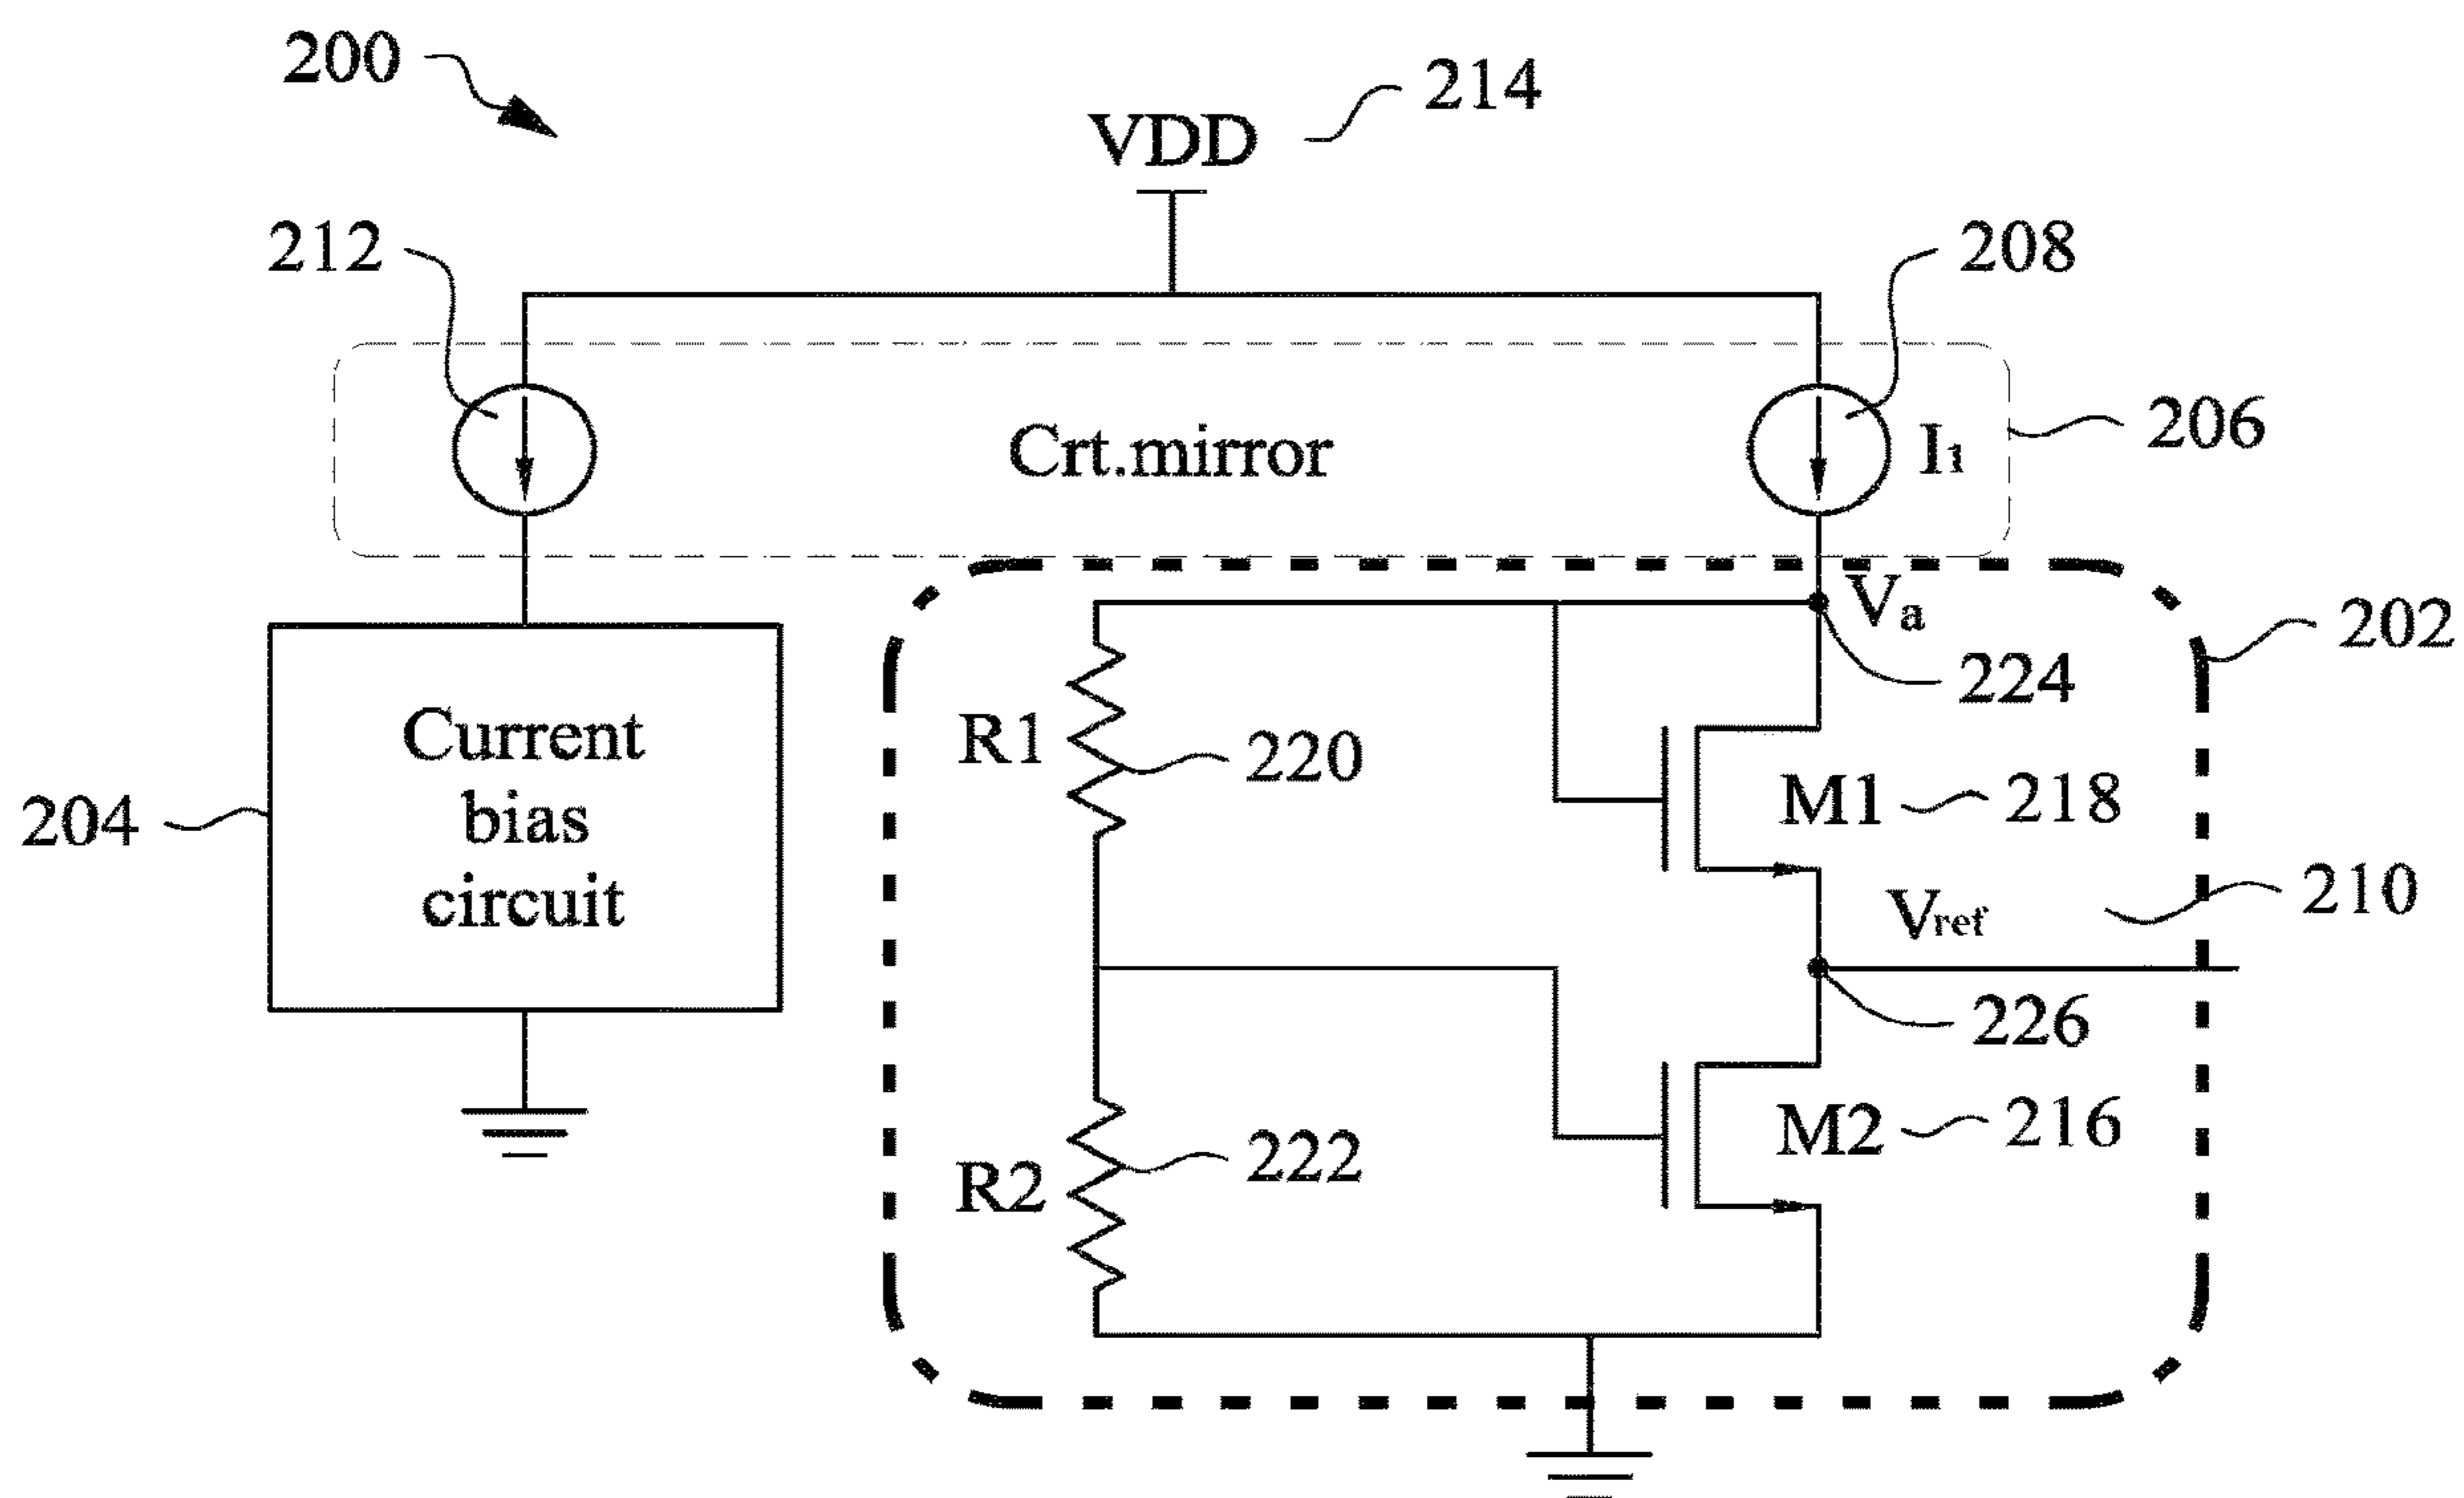 200
214
VDD
212
208
Crt.mirror
I1
206
Va
202
224
Current
bias
circuit
204
R1
220
M1
218
Vref
210
226
R2
222
M2
216